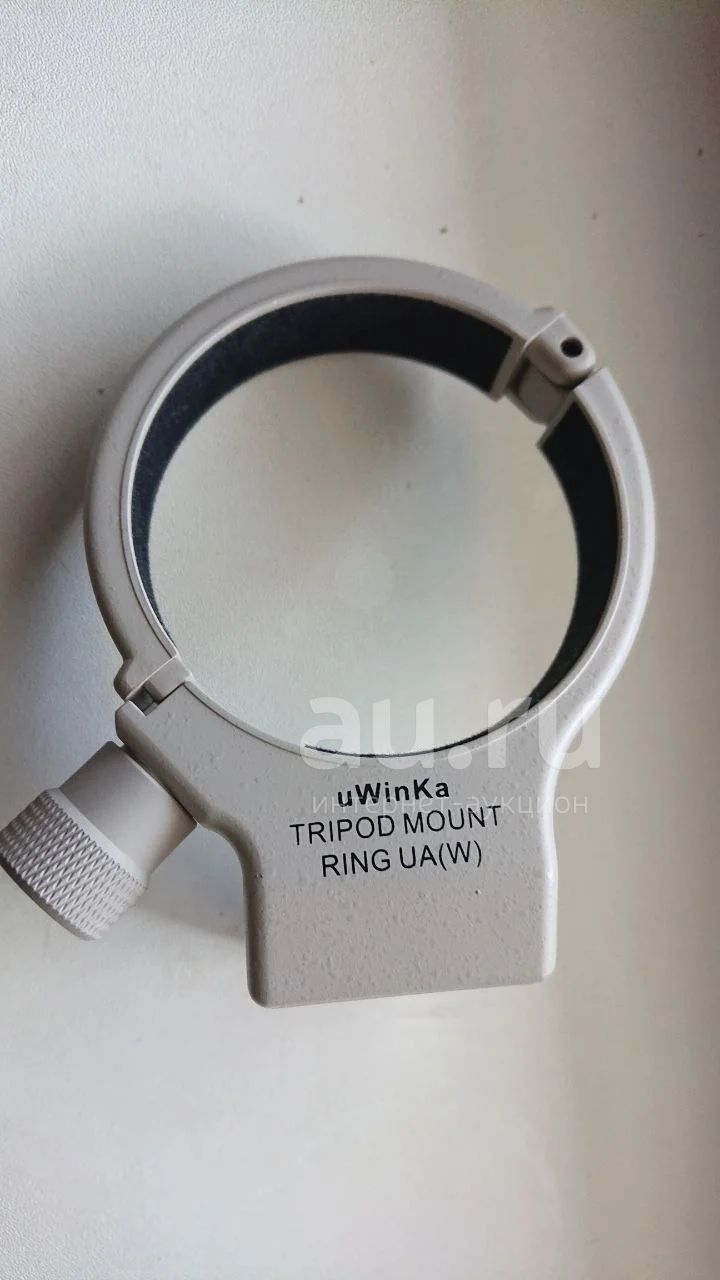 au.ru
интернет-аукцион
uWinKa
TRIPOD MOUNT
RING UA(W)